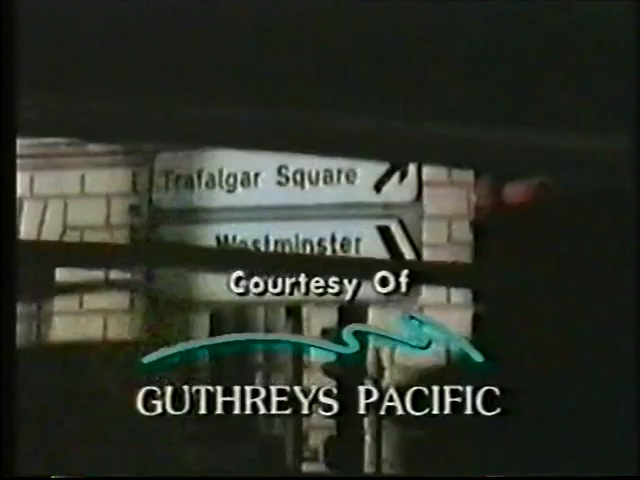 Trafalgar Square
Westminster
Courtesy Of
GUTHREYS PACIFIC